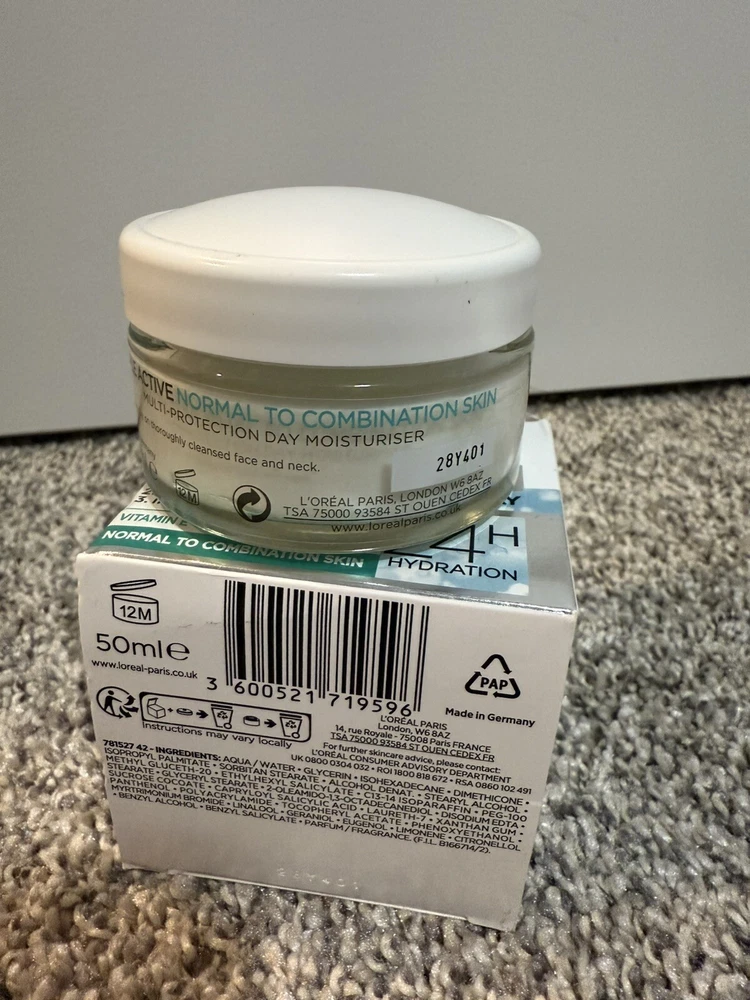 ACTIVE NORMAL TO COMBINATION SKIN
MULTI-PROTECTION DAY MOISTURISER
thoroughly cleansed face and neck.
28Y401
12M
L'ORÉAL PARIS, LONDON W6 8AZ
TSA 75000 93584 ST OUEN CEDEX FR
www.lorealparis.co
VITAMIN E
NORMAL TO COMBINATION SKIN
24H
HYDRATION
12M
50ml e
www.loreal-paris.co.uk
3 600521 719596
PAP
Made in Germany
Instructions may vary locally
L'ORÉAL PARIS
London, W6 8AZ
14, rue Royale - 75008 Paris FRANCE
TSA 75000 93584 ST OUEN CEDEX FR
For further skincare advice, please contact:
L'ORÉAL CONSUMER ADVISORY DEPARTMENT
UK 0800 0304 032 • ROI 1800 818 672 • RSA 0860 102 491
781527 42 - INGREDIENTS: AQUA / WATER • GLYCERIN • ISOHEXADECANE • DIMETHICONE •
ISOPROPYL PALMITATE • SORBITAN STEARATE • ALCOHOL DENAT. • STEARYL ALCOHOL •
METHYL GLUCETH-20 • ETHYLHEXYL SALICYLATE • C13-14 ISOPARAFFIN • PEG-100
STEARATE • GLYCERYL STEARATE • 2-OLEAMIDO-1,3-OCTADECANEDIOL • DISODIUM EDTA •
SUCROSE COCOATE • CAPRYLOYL SALICYLIC ACID • LAURETH-7 • XANTHAN GUM •
PANTHENOL • POLYACRYLAMIDE • TOCOPHERYL ACETATE • PHENOXYETHANOL •
MYRTRIMONIUM BROMIDE • LINALOOL • GERANIOL • EUGENOL • LIMONENE • CITRONELLOL
• BENZYL ALCOHOL • BENZYL SALICYLATE • PARFUM / FRAGRANCE. (F.I.L. B166714/2).